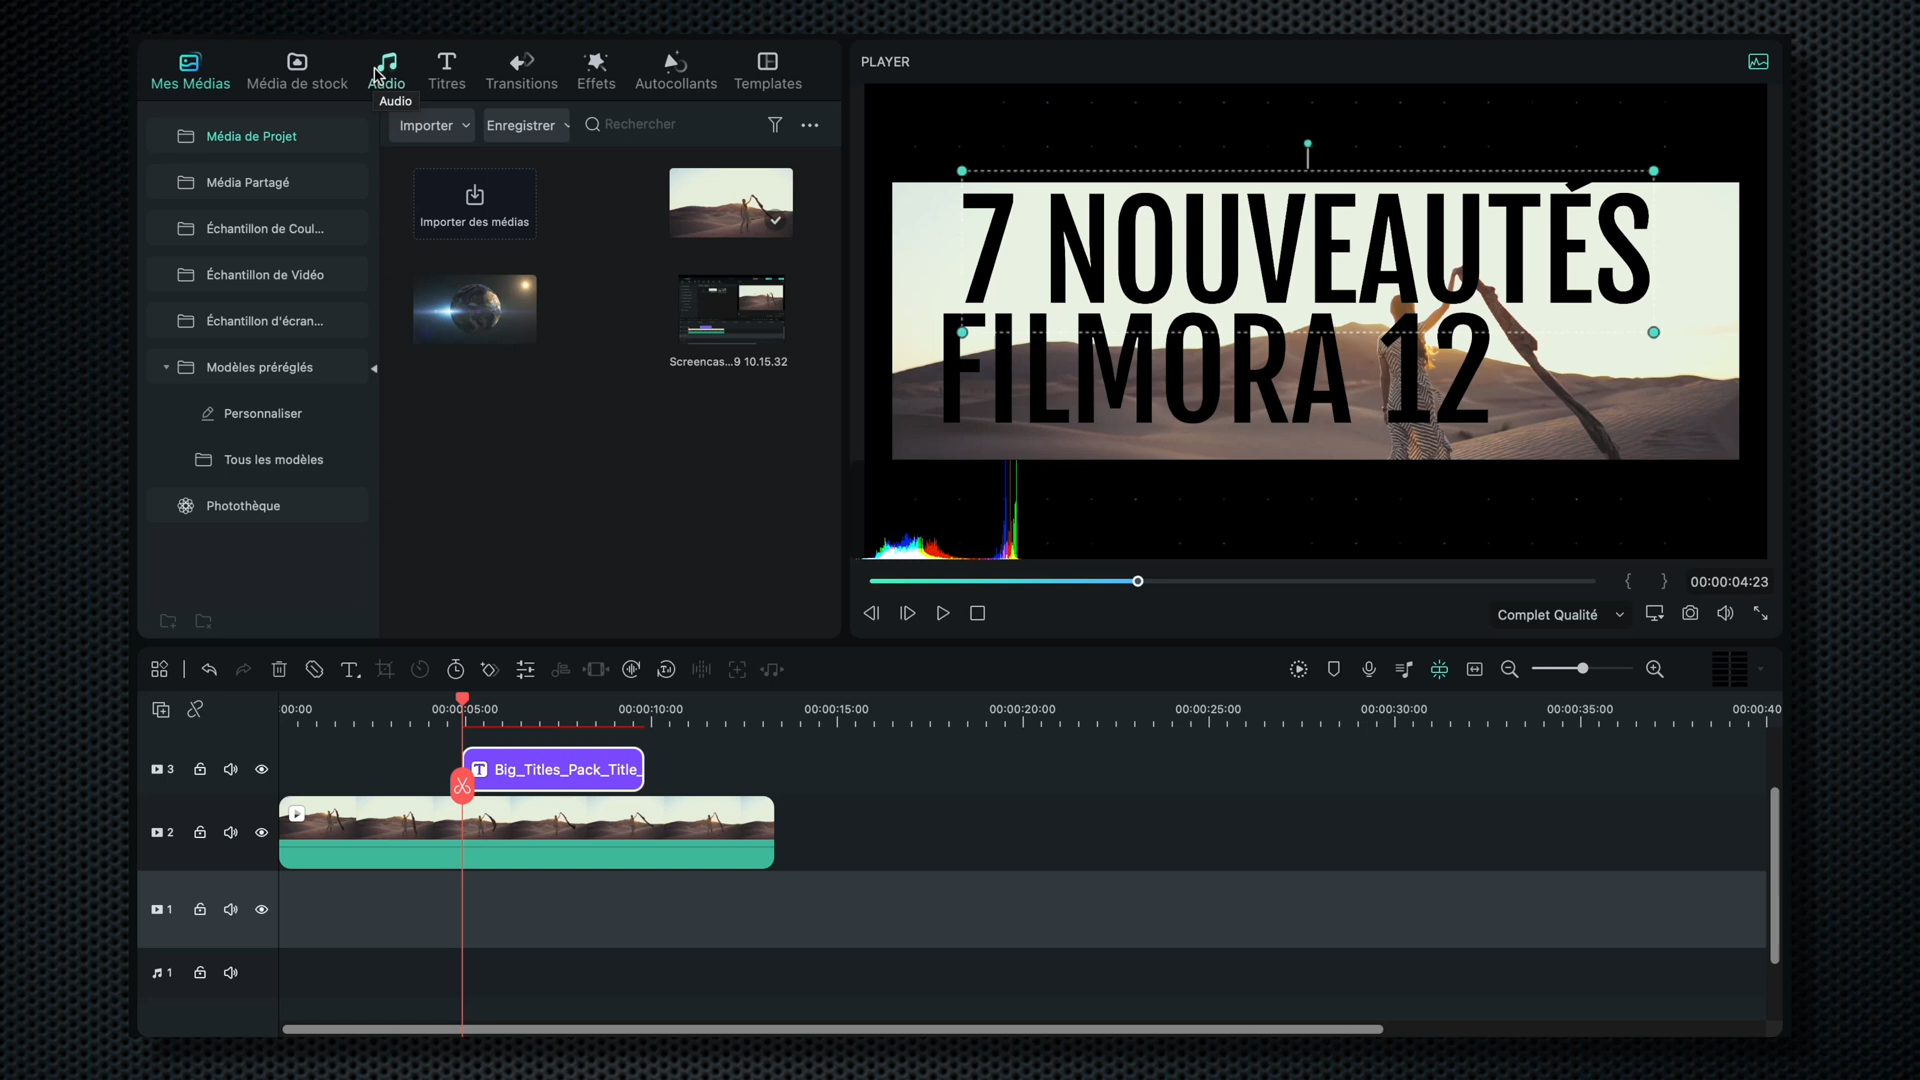 Mes Médias
Média de stock
Audio
Titres
Transitions
Effets
Autocollants
Templates
Audio
PLAYER
Importer
Enregistrer
Rechercher
Média de Projet
Média Partagé
Échantillon de Coul...
Échantillon de Vidéo
Échantillon d'écran...
Modèles préréglés
Personnaliser
Tous les modèles
Photothèque
Importer des médias
Screencas...9 10.15.32
7 NOUVEAUTÉS
FILMORA 12
{ } 00:00:04:23
Complet Qualité
:00:00
00:00:05:00
00:00:10:00
00:00:15:00
00:00:20:00
00:00:25:00
00:00:30:00
00:00:35:00
00:00:40
3
T Big_Titles_Pack_Title_
2
1
1